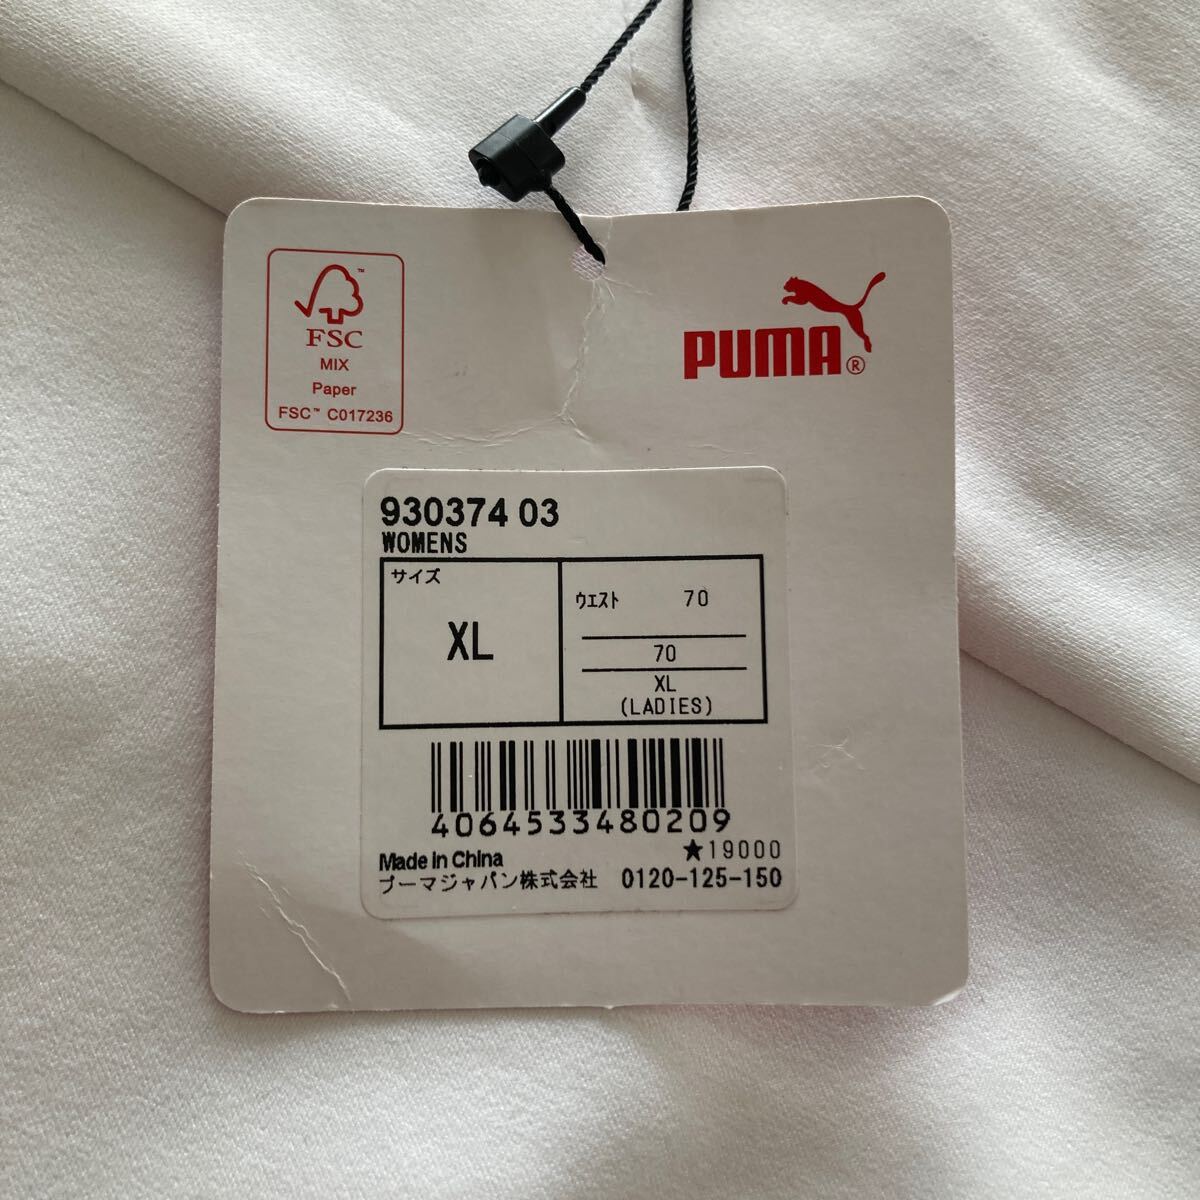 FSC™
MIX
Paper
FSC™ C017236
PUMA®
930374 03
WOMENS
サイズ
XL
ウエスト 70
70
XL
(LADIES)
4064533480209
★19000
Made in China
プーマジャパン株式会社 0120-125-150